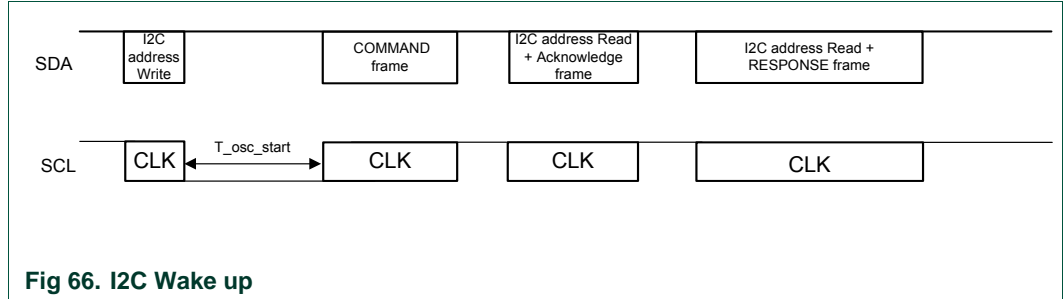 SDA
I2C
address
Write
COMMAND
frame
I2C address Read
+ Acknowledge
frame
I2C address Read +
RESPONSE frame
SCL
CLK
T_osc_start
CLK
CLK
CLK
Fig 66. I2C Wake up